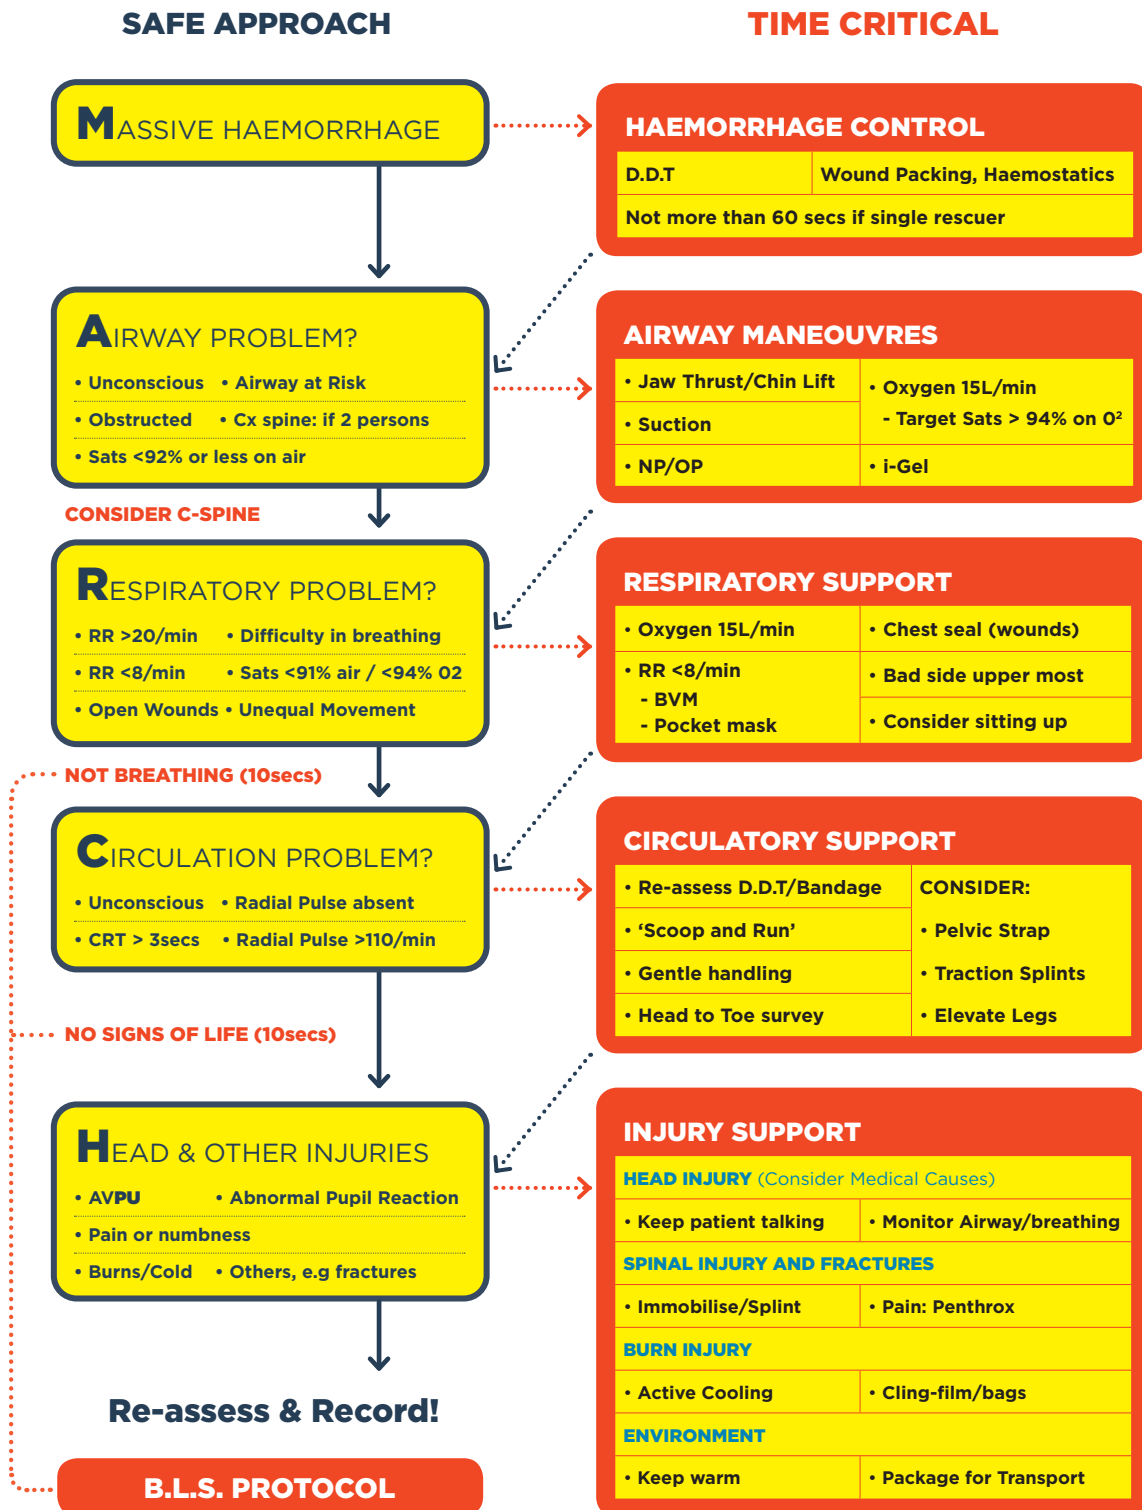 SAFE APPROACH
TIME CRITICAL
MASSIVE HAEMORRHAGE
HAEMORRHAGE CONTROL
D.D.T
Wound Packing, Haemostatics
Not more than 60 secs if single rescuer
AIRWAY PROBLEM?
• Unconscious • Airway at Risk
• Obstructed • Cx spine: if 2 persons
• Sats <92% or less on air
AIRWAY MANEOUVRES
• Jaw Thrust/Chin Lift
• Suction
• NP/OP
• Oxygen 15L/min
- Target Sats > 94% on 0²
• i-Gel
CONSIDER C-SPINE
RESPIRATORY PROBLEM?
• RR >20/min • Difficulty in breathing
• RR <8/min • Sats <91% air / <94% 02
• Open Wounds • Unequal Movement
RESPIRATORY SUPPORT
• Oxygen 15L/min
• RR <8/min
- BVM
- Pocket mask
• Chest seal (wounds)
• Bad side upper most
• Consider sitting up
NOT BREATHING (10secs)
CIRCULATION PROBLEM?
• Unconscious • Radial Pulse absent
• CRT > 3secs • Radial Pulse >110/min
CIRCULATORY SUPPORT
• Re-assess D.D.T/Bandage
• ‘Scoop and Run’
• Gentle handling
• Head to Toe survey
CONSIDER:
• Pelvic Strap
• Traction Splints
• Elevate Legs
NO SIGNS OF LIFE (10secs)
HEAD & OTHER INJURIES
• AVPU • Abnormal Pupil Reaction
• Pain or numbness
• Burns/Cold • Others, e.g fractures
INJURY SUPPORT
HEAD INJURY (Consider Medical Causes)
• Keep patient talking • Monitor Airway/breathing
SPINAL INJURY AND FRACTURES
• Immobilise/Splint • Pain: Penthrox
BURN INJURY
• Active Cooling • Cling-film/bags
ENVIRONMENT
• Keep warm • Package for Transport
Re-assess & Record!
B.L.S. PROTOCOL